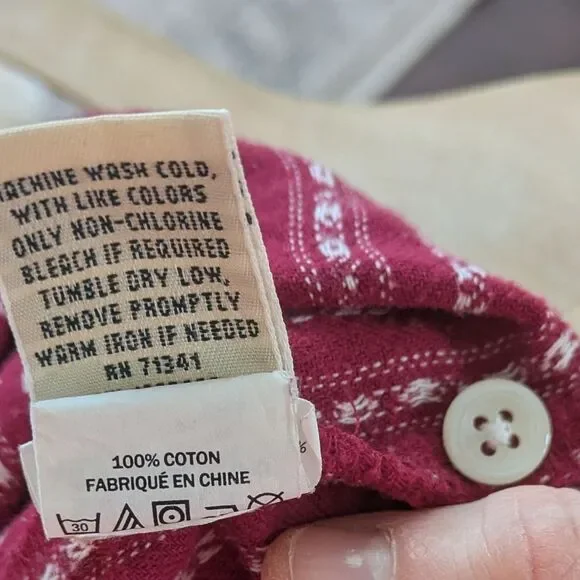 MACHINE WASH COLD,
WITH LIKE COLORS
ONLY NON-CHLORINE
BLEACH IF REQUIRED
TUMBLE DRY LOW,
REMOVE PROMPTLY
WARM IRON IF NEEDED
RN 71341
%
100% COTON
FABRIQUÉ EN CHINE
30